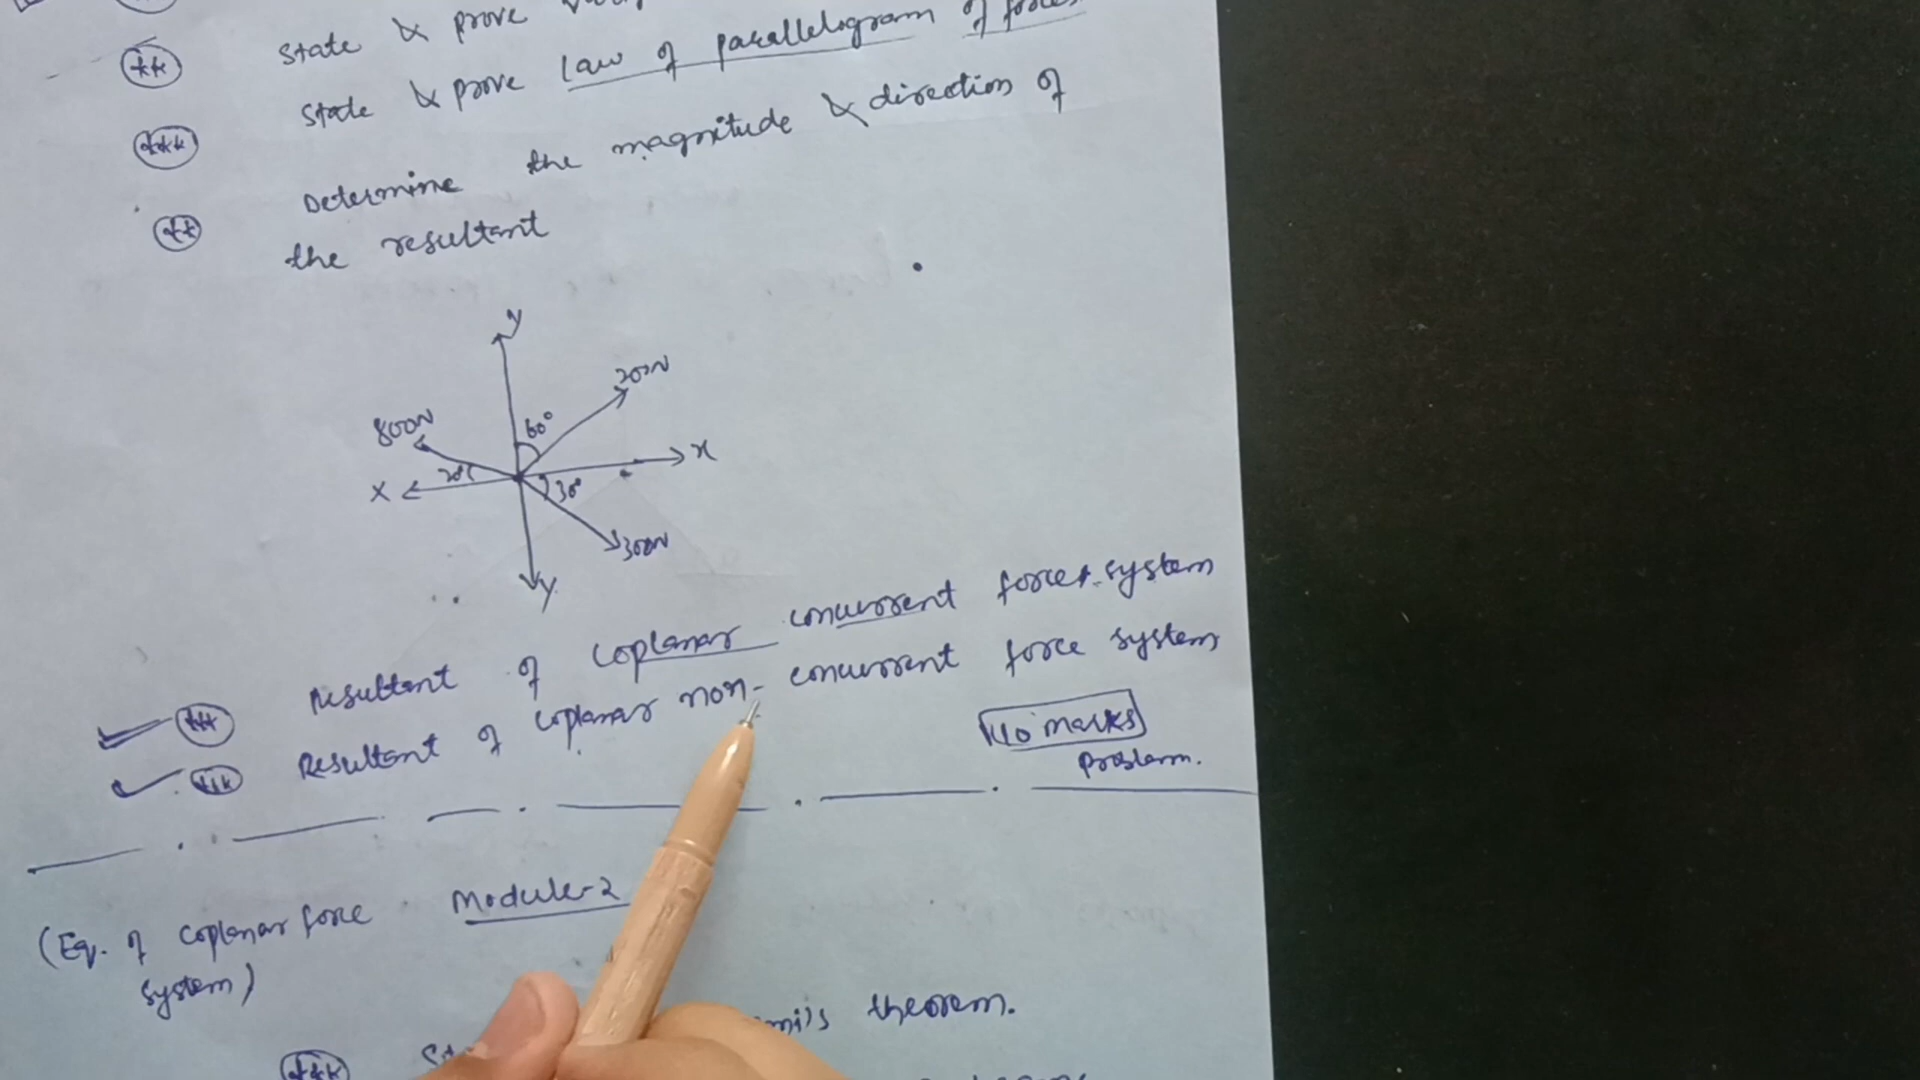 State & prove
** State & prove Law of parallelogram of forces.
*** Determine the magnitude & direction of
** the resultant
y
200N
800N
60°
x
20°
X
30°
300N
y
** Resultant of coplanar concurrent forces system
*** Resultant of coplanar non-concurrent force system
10 marks
problem.
Module-2
(Eq. of coplanar force
system)
theorem.
***